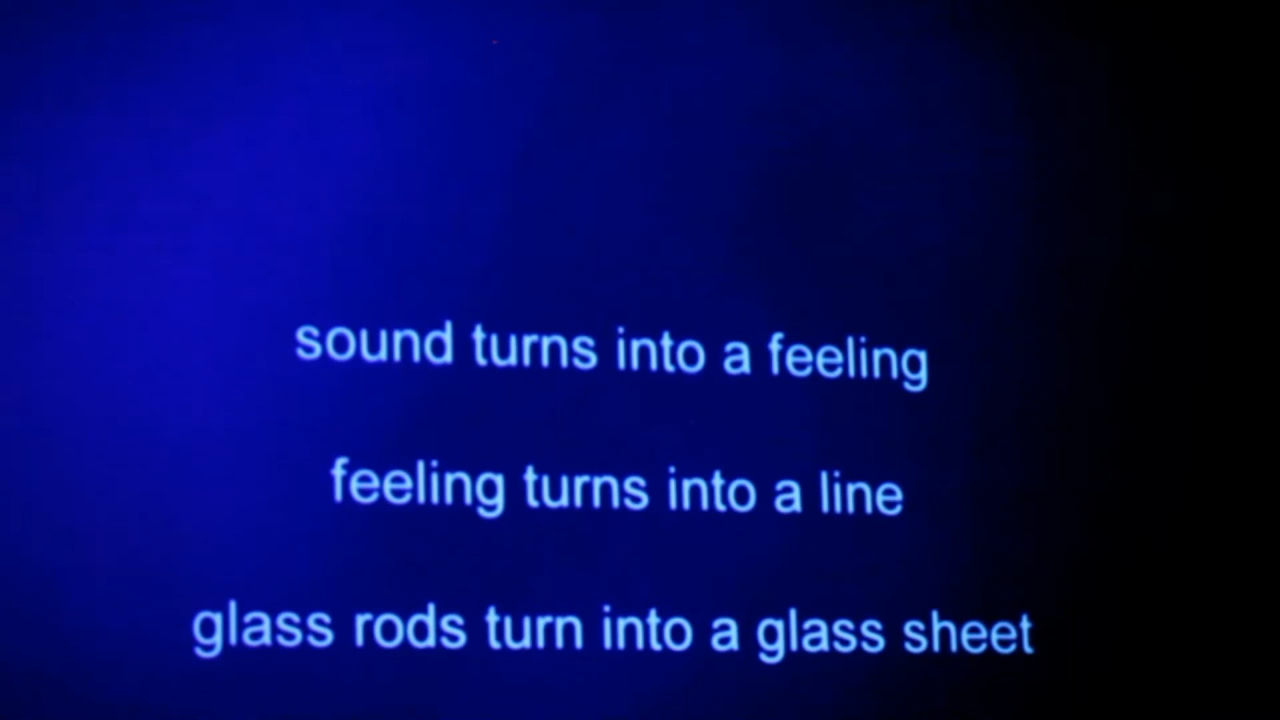 sound turns into a feeling
feeling turns into a line
glass rods turn into a glass sheet